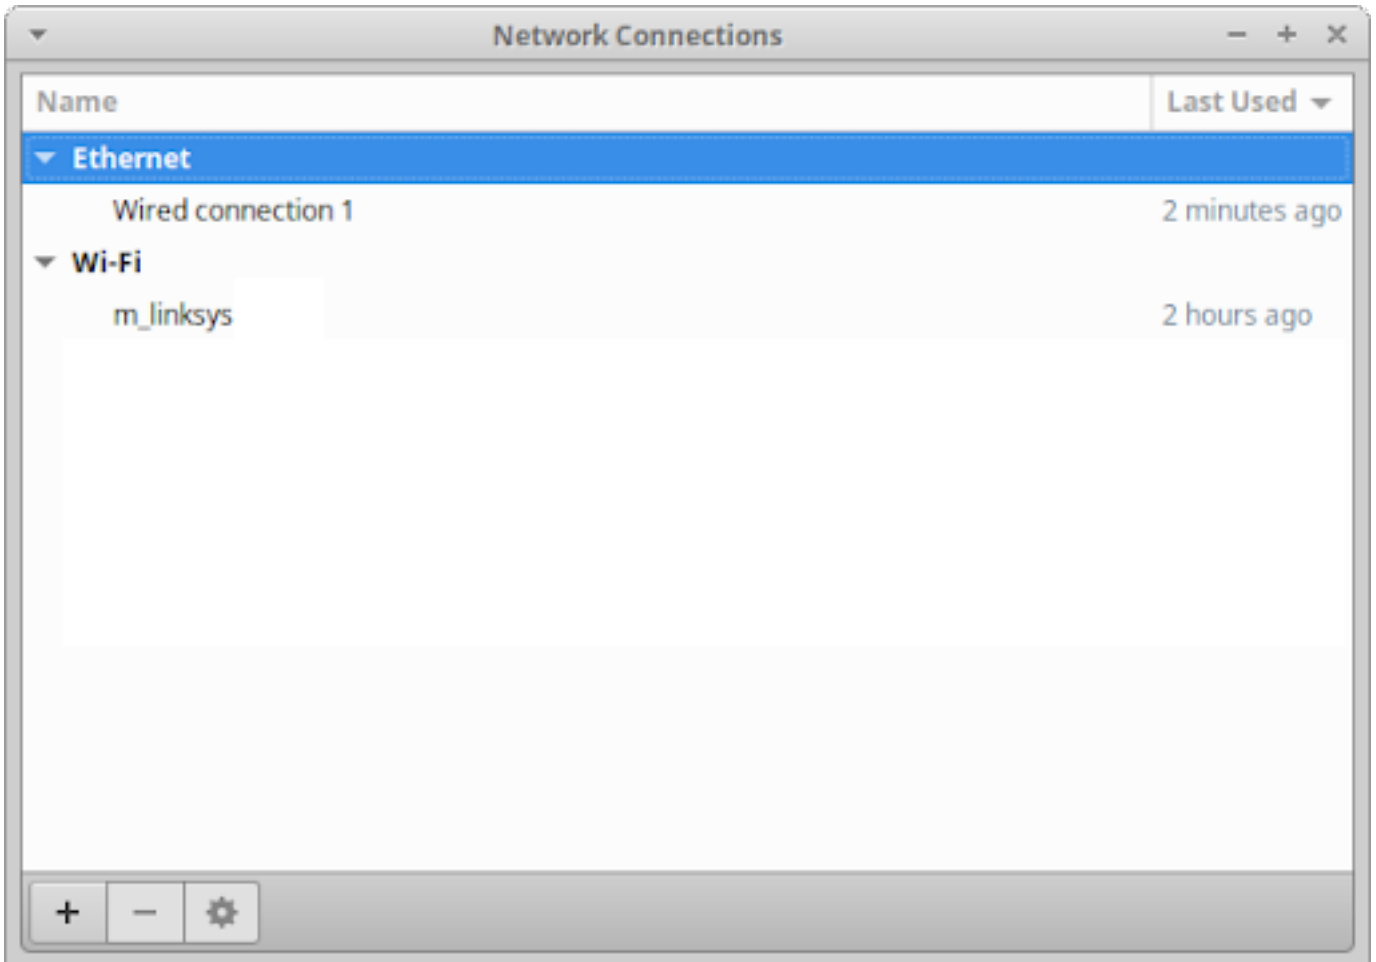 Network Connections
Name Last Used
Ethernet
Wired connection 1 2 minutes ago
Wi-Fi
m_linksys 2 hours ago